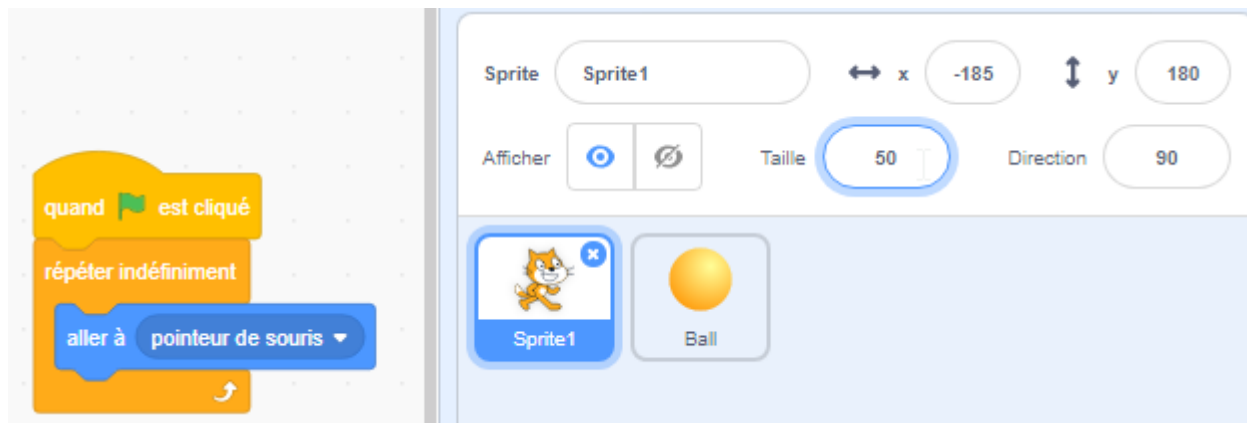 quand est cliqué
répéter indéfiniment
aller à pointeur de souris
Sprite Sprite1 x -185 y 180
Afficher Taille 50 Direction 90
Sprite1 Ball